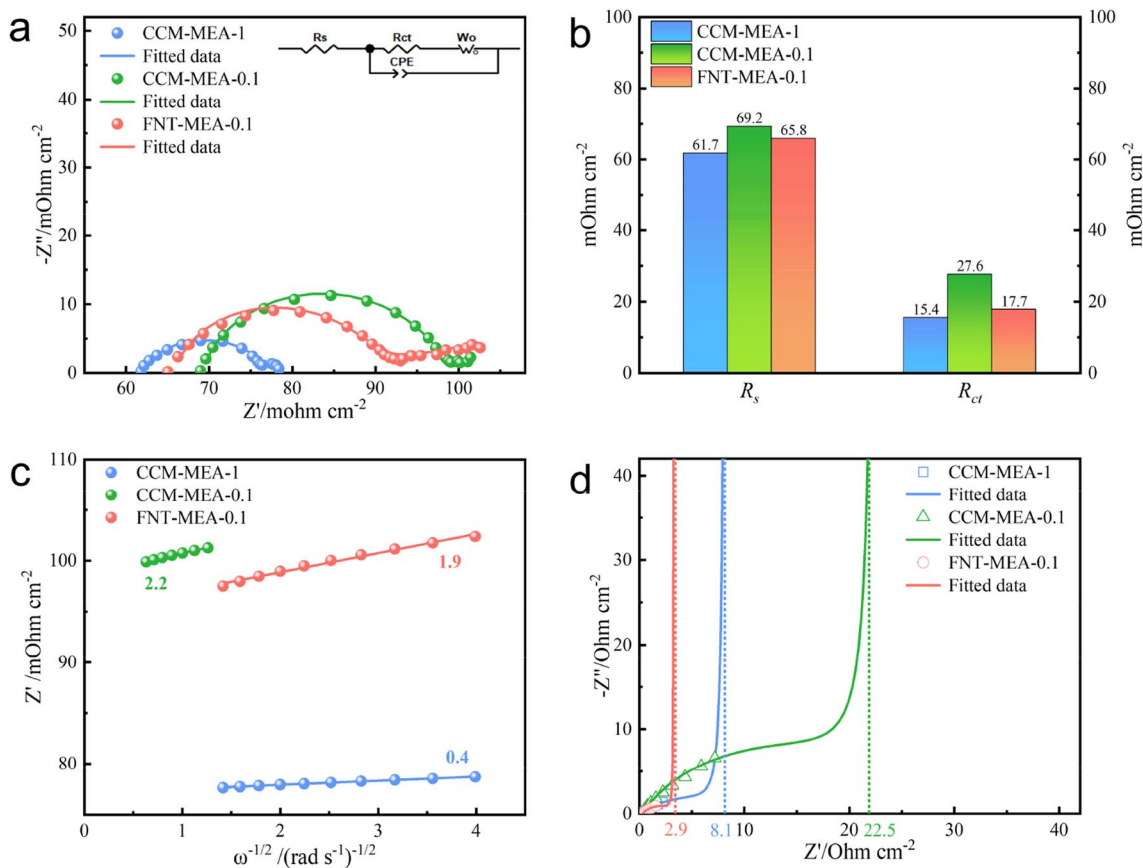 a
50
40
30
20
10
0
-Z''/mOhm cm⁻²
CCM-MEA-1
Fitted data
CCM-MEA-0.1
Fitted data
FNT-MEA-0.1
Fitted data
Rs
Rct
Wo
CPE
60 70 80 90 100
Z'/mohm cm⁻²
b
100
80
60
40
20
0
mOhm cm⁻²
CCM-MEA-1
CCM-MEA-0.1
FNT-MEA-0.1
61.7
69.2
65.8
15.4
27.6
17.7
Rs
Rct
100
80
60
40
20
0
mOhm cm⁻²
c
110
100
90
80
Z' /mOhm cm⁻²
CCM-MEA-1
CCM-MEA-0.1
FNT-MEA-0.1
2.2
1.9
0.4
0 1 2 3 4
ω⁻¹/² /(rad s⁻¹)⁻¹/²
d
40
30
20
10
0
-Z''/Ohm cm⁻²
CCM-MEA-1
Fitted data
CCM-MEA-0.1
Fitted data
FNT-MEA-0.1
Fitted data
0 2.9 8.1 10 20 22.5 30 40
Z'/Ohm cm⁻²